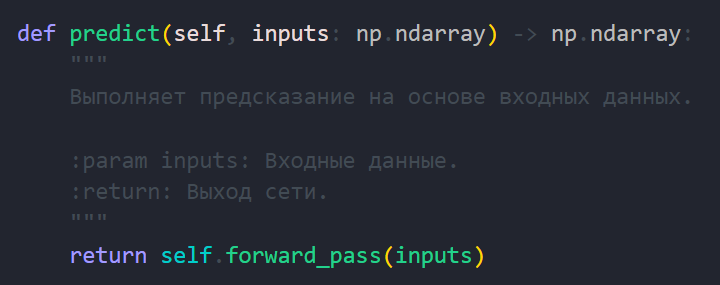 def predict(self, inputs: np.ndarray) -> np.ndarray:
"""
Выполняет предсказание на основе входных данных.
:param inputs: Входные данные.
:return: Выход сети.
"""
return self.forward_pass(inputs)